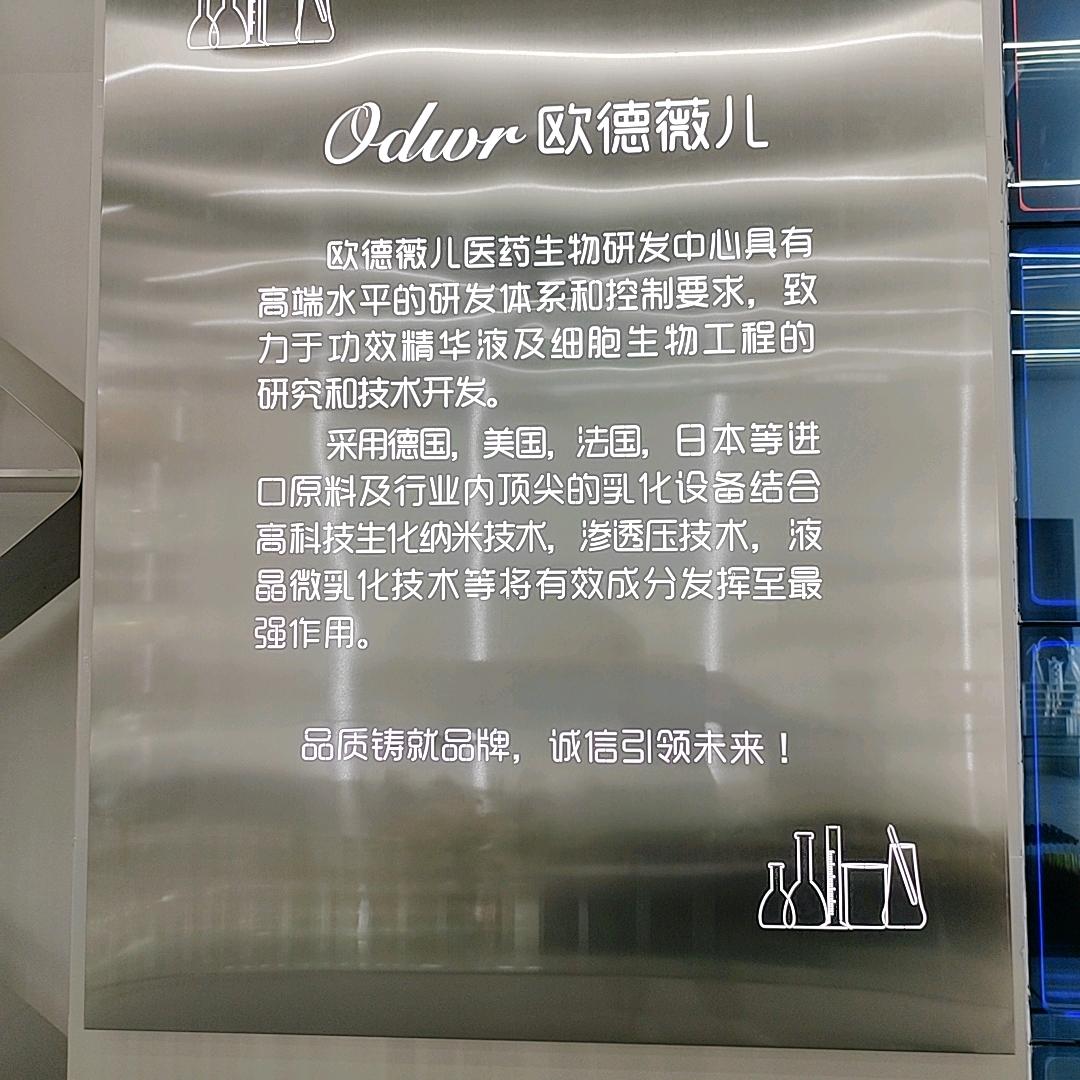 Odwr 欧德薇儿
欧德薇儿医药生物研发中心具有
高端水平的研发体系和控制要求，致
力于功效精华液及细胞生物工程的
研究和技术开发。
采用德国，美国，法国，日本等进
口原料及行业内顶尖的乳化设备结合
高科技生化纳米技术，渗透压技术，液
晶微乳化技术等将有效成分发挥至最
强作用。
品质铸就品牌，诚信引领未来！